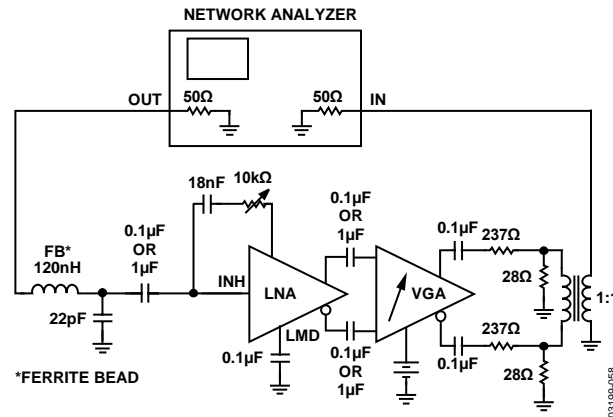 NETWORK ANALYZER
OUT
50Ω
50Ω
IN
18nF
10kΩ
0.1µF
OR
1µF
0.1µF
237Ω
FB*
120nH
0.1µF
OR
1µF
28Ω
INH
LNA
VGA
1:1
22pF
LMD
0.1µF
0.1µF
OR
1µF
0.1µF
237Ω
28Ω
*FERRITE BEAD